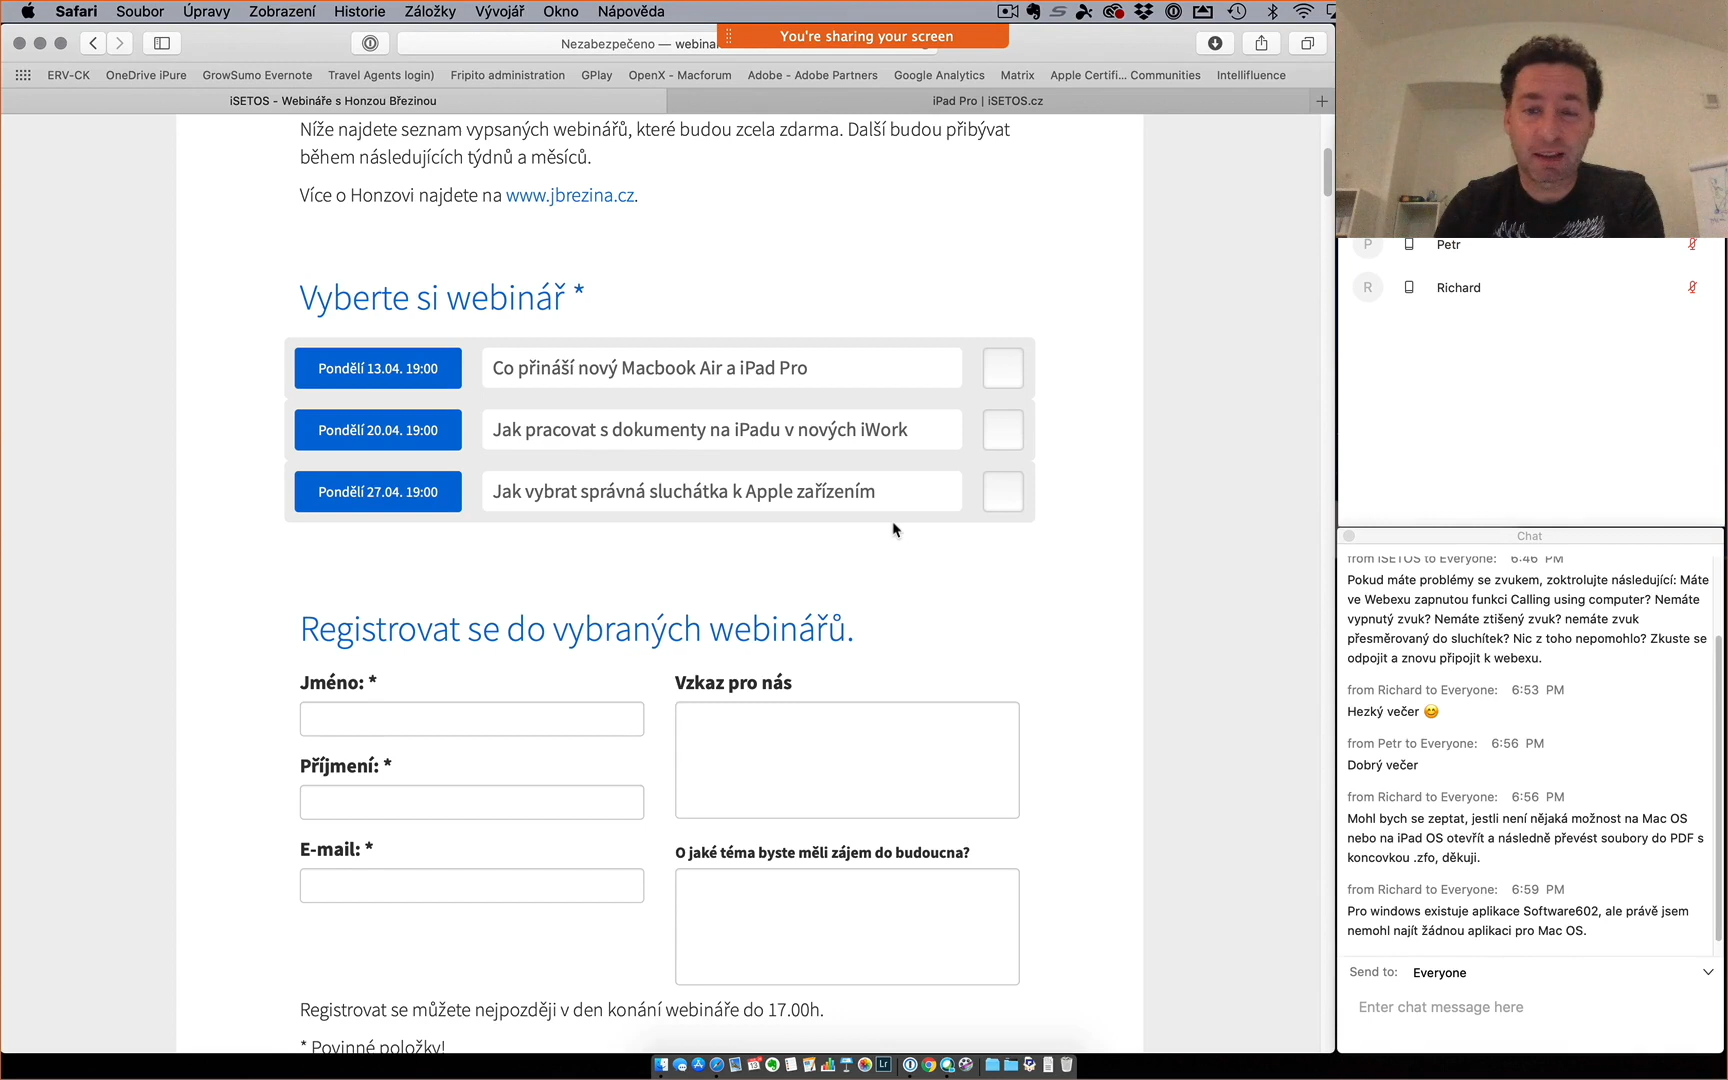 Safari Soubor Úpravy Zobrazení Historie Záložky Vývojář Okno Nápověda
Nezabezpečeno — webinar
You're sharing your screen
ERV-CK OneDrive iPure GrowSumo Evernote Travel Agents login) Fripito administration GPlay OpenX - Macforum Adobe - Adobe Partners Google Analytics Matrix Apple Certifi... Communities Intellifluence
iSETOS - Webináře s Honzou Březinou
iPad Pro | iSETOS.cz
Níže najdete seznam vypsaných webinářů, které budou zcela zdarma. Další budou přibývat
během následujících týdnů a měsíců.
Více o Honzovi najdete na www.jbrezina.cz.
Vyberte si webinář *
Pondělí 13.04. 19:00 Co přináší nový Macbook Air a iPad Pro
Pondělí 20.04. 19:00 Jak pracovat s dokumenty na iPadu v nových iWork
Pondělí 27.04. 19:00 Jak vybrat správná sluchátka k Apple zařízením
Registrovat se do vybraných webinářů.
Jméno: *
Příjmení: *
E-mail: *
Vzkaz pro nás
O jaké téma byste měli zájem do budoucna?
Registrovat se můžete nejpozději v den konání webináře do 17.00h.
* Povinné položky!
P Petr
R Richard
Chat
from iSETOS to Everyone: 6:46 PM
Pokud máte problémy se zvukem, zoktrolujte následující: Máte
ve Webexu zapnutou funkci Calling using computer? Nemáte
vypnutý zvuk? Nemáte ztišený zvuk? nemáte zvuk
přesměrovaný do sluchítek? Nic z toho nepomohlo? Zkuste se
odpojit a znovu připojit k webexu.
from Richard to Everyone: 6:53 PM
Hezký večer 😊
from Petr to Everyone: 6:56 PM
Dobrý večer
from Richard to Everyone: 6:56 PM
Mohl bych se zeptat, jestli není nějaká možnost na Mac OS
nebo na iPad OS otevřít a následně převést soubory do PDF s
koncovkou .zfo, děkuji.
from Richard to Everyone: 6:59 PM
Pro windows existuje aplikace Software602, ale právě jsem
nemohl najít žádnou aplikaci pro Mac OS.
Send to: Everyone
Enter chat message here